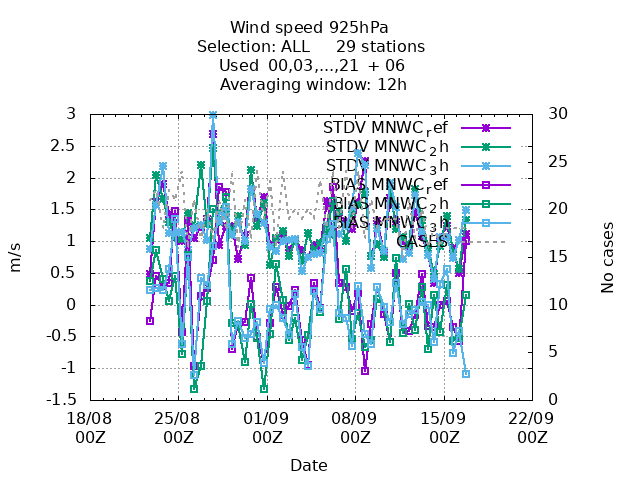 Wind speed 925hPa
Selection: ALL     29 stations
Used  00,03,...,21  + 06
Averaging window: 12h
3
2.5
2
1.5
1
0.5
0
-0.5
-1
-1.5
m/s
30
25
20
15
10
5
0
No cases
STDV MNWC_ref
STDV MNWC_2h
STDV MNWC_3h
BIAS MNWC_ref
BIAS MNWC_2h
BIAS MNWC_3h
CASES
18/08 25/08 01/09 08/09 15/09 22/09
00Z 00Z 00Z 00Z 00Z 00Z
Date